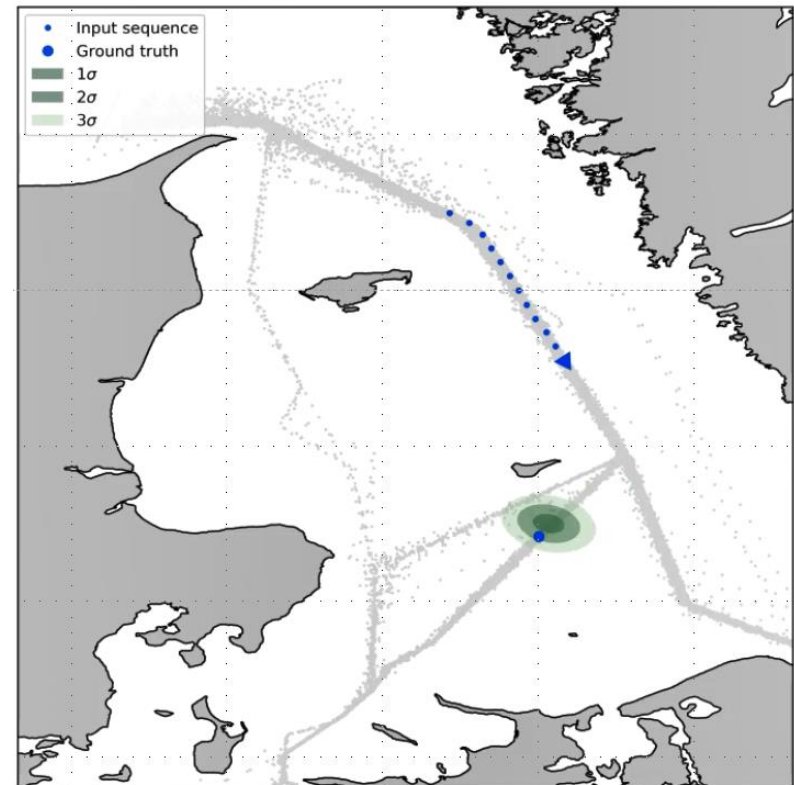 Input sequence
Ground truth
1σ
2σ
3σ